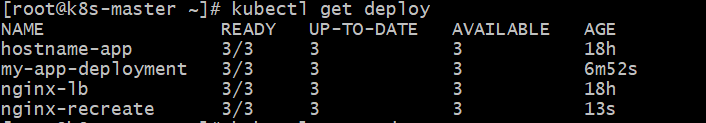 [root@k8s-master ~]# kubectl get deploy
NAME READY UP-TO-DATE AVAILABLE AGE
hostname-app 3/3 3 3 18h
my-app-deployment 3/3 3 3 6m52s
nginx-lb 3/3 3 3 18h
nginx-recreate 3/3 3 3 13s